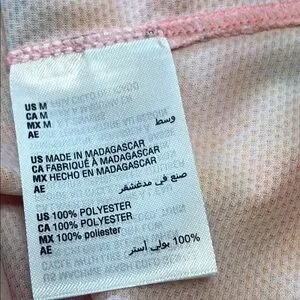 US M
CA M
MX M
AE وسط
US MADE IN MADAGASCAR
CA FABRIQUÉ À MADAGASCAR
MX HECHO EN MADAGASCAR
AE صنع في مدغشقر
US 100% POLYESTER
CA 100% POLYESTER
MX 100% poliéster
AE 100% بولي أستر